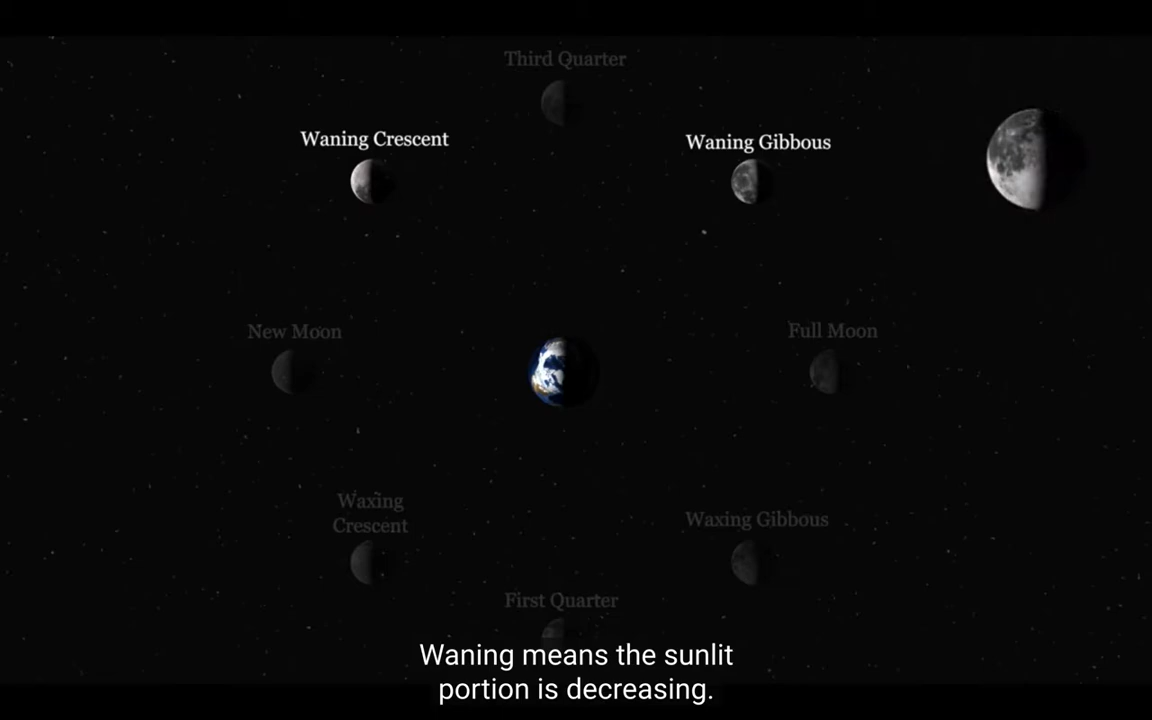 Third Quarter
Waning Crescent
Waning Gibbous
New Moon
Full Moon
Waxing
Crescent
Waxing Gibbous
First Quarter
Waning means the sunlit
portion is decreasing.